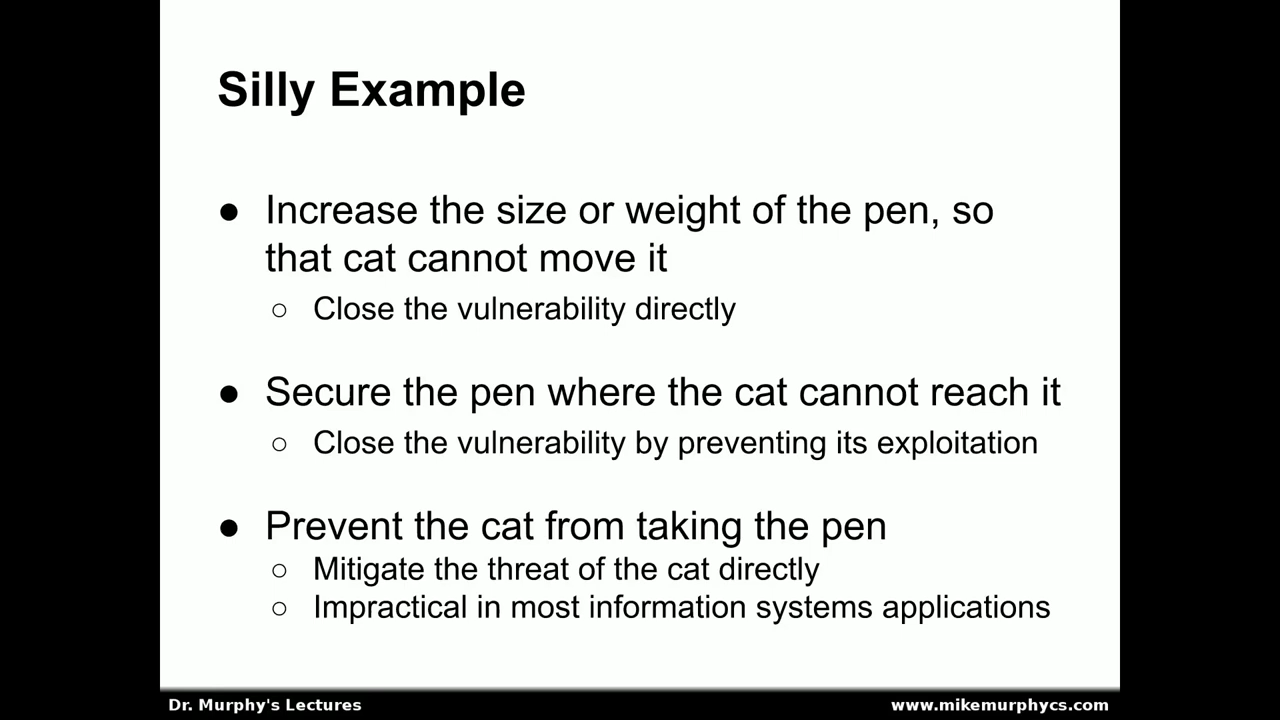 Silly Example
● Increase the size or weight of the pen, so
that cat cannot move it
○ Close the vulnerability directly
● Secure the pen where the cat cannot reach it
○ Close the vulnerability by preventing its exploitation
● Prevent the cat from taking the pen
○ Mitigate the threat of the cat directly
○ Impractical in most information systems applications
Dr. Murphy's Lectures
www.mikemurphycs.com